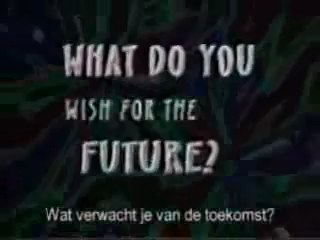 WHAT DO YOU
WISH FOR THE
FUTURE?
Wat verwacht je van de toekomst?